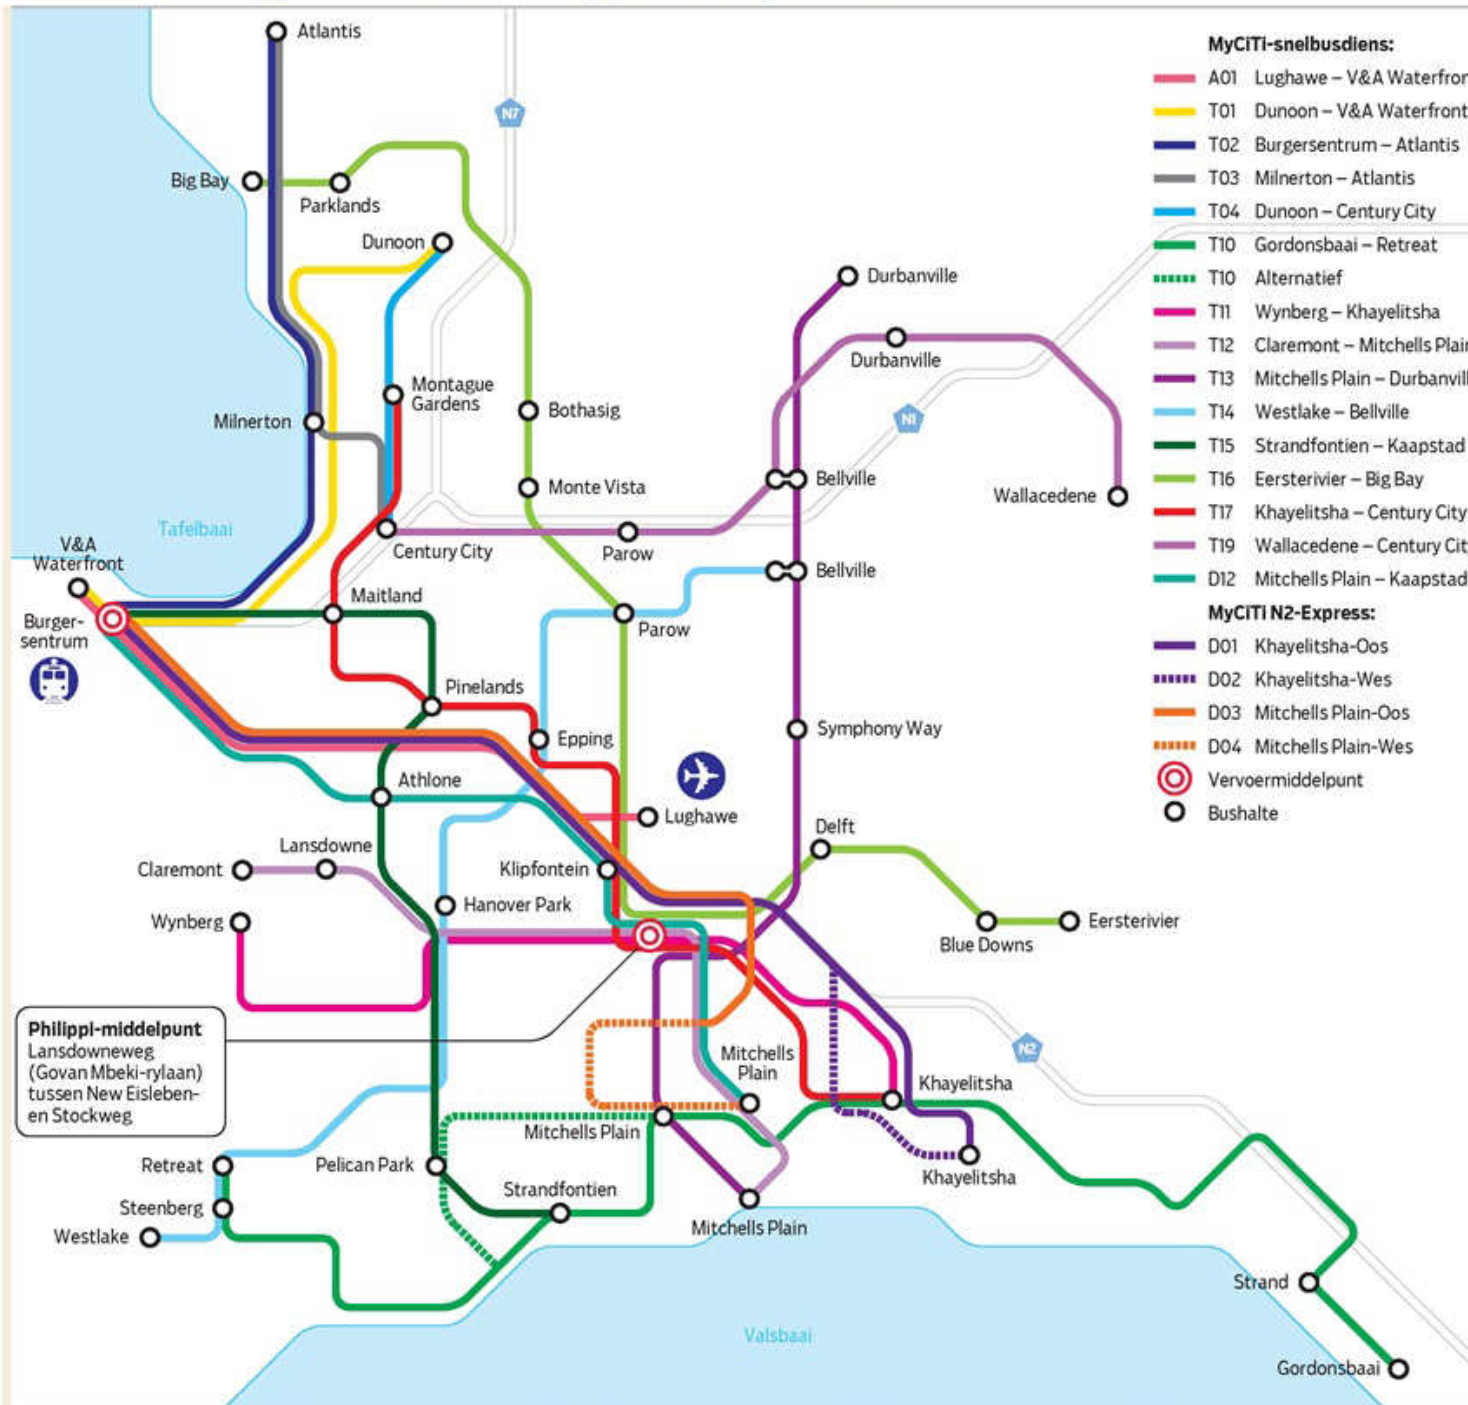 Atlantis
N7
Big Bay
Parklands
Dunoon
Durbanville
Durbanville
Montague
Gardens
Milnerton
Bothasig
N1
Bellville
Monte Vista
Wallacedene
Tafelbaai
Century City
Parow
V&A
Waterfront
Bellville
Maitland
Burger-
sentrum
Parow
Pinelands
Epping
Symphony Way
Athlone
Lughawe
Delft
Lansdowne
Claremont
Klipfontein
Hanover Park
Wynberg
Eersterivier
Blue Downs
Philippi-middelpunt
Lansdowneweg
(Govan Mbeki-rylaan)
tussen New Eisleben-
en Stockweg
N2
Mitchells
Plain
Khayelitsha
Mitchells Plain
Retreat
Pelican Park
Khayelitsha
Strandfontien
Steenberg
Westlake
Mitchells Plain
Strand
Valsbaai
Gordonsbaai
MyCiTi-snelbusdiens:
A01 Lughawe – V&A Waterfron
T01 Dunoon – V&A Waterfront
T02 Burgersentrum – Atlantis
T03 Milnerton – Atlantis
T04 Dunoon – Century City
T10 Gordonsbaai – Retreat
T10 Alternatief
T11 Wynberg – Khayelitsha
T12 Claremont – Mitchells Plain
T13 Mitchells Plain – Durbanvill
T14 Westlake – Bellville
T15 Strandfontien – Kaapstad
T16 Eersterivier – Big Bay
T17 Khayelitsha – Century City
T19 Wallacedene – Century Cit
D12 Mitchells Plain – Kaapstad
MyCiTi N2-Express:
D01 Khayelitsha-Oos
D02 Khayelitsha-Wes
D03 Mitchells Plain-Oos
D04 Mitchells Plain-Wes
Vervoermiddelpunt
Bushalte